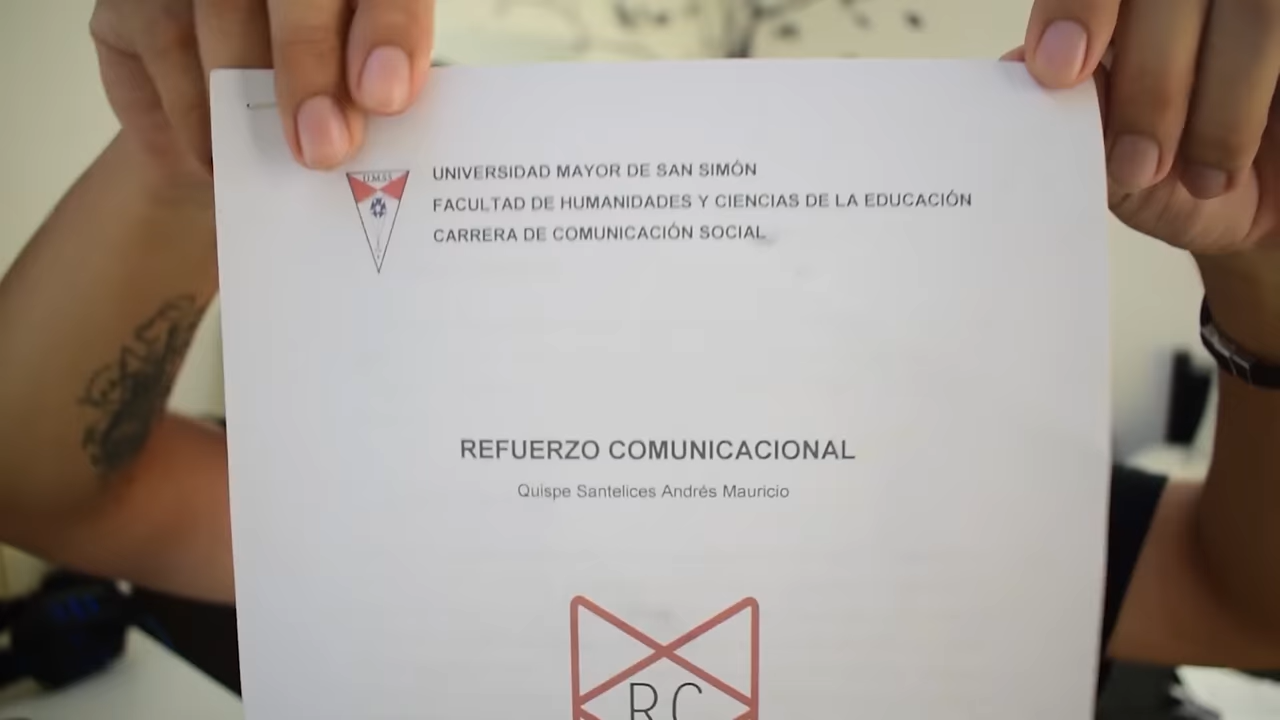 U.M.S.S.
UNIVERSIDAD MAYOR DE SAN SIMÓN
FACULTAD DE HUMANIDADES Y CIENCIAS DE LA EDUCACIÓN
CARRERA DE COMUNICACIÓN SOCIAL
REFUERZO COMUNICACIONAL
Quispe Santelices Andrés Mauricio
RC